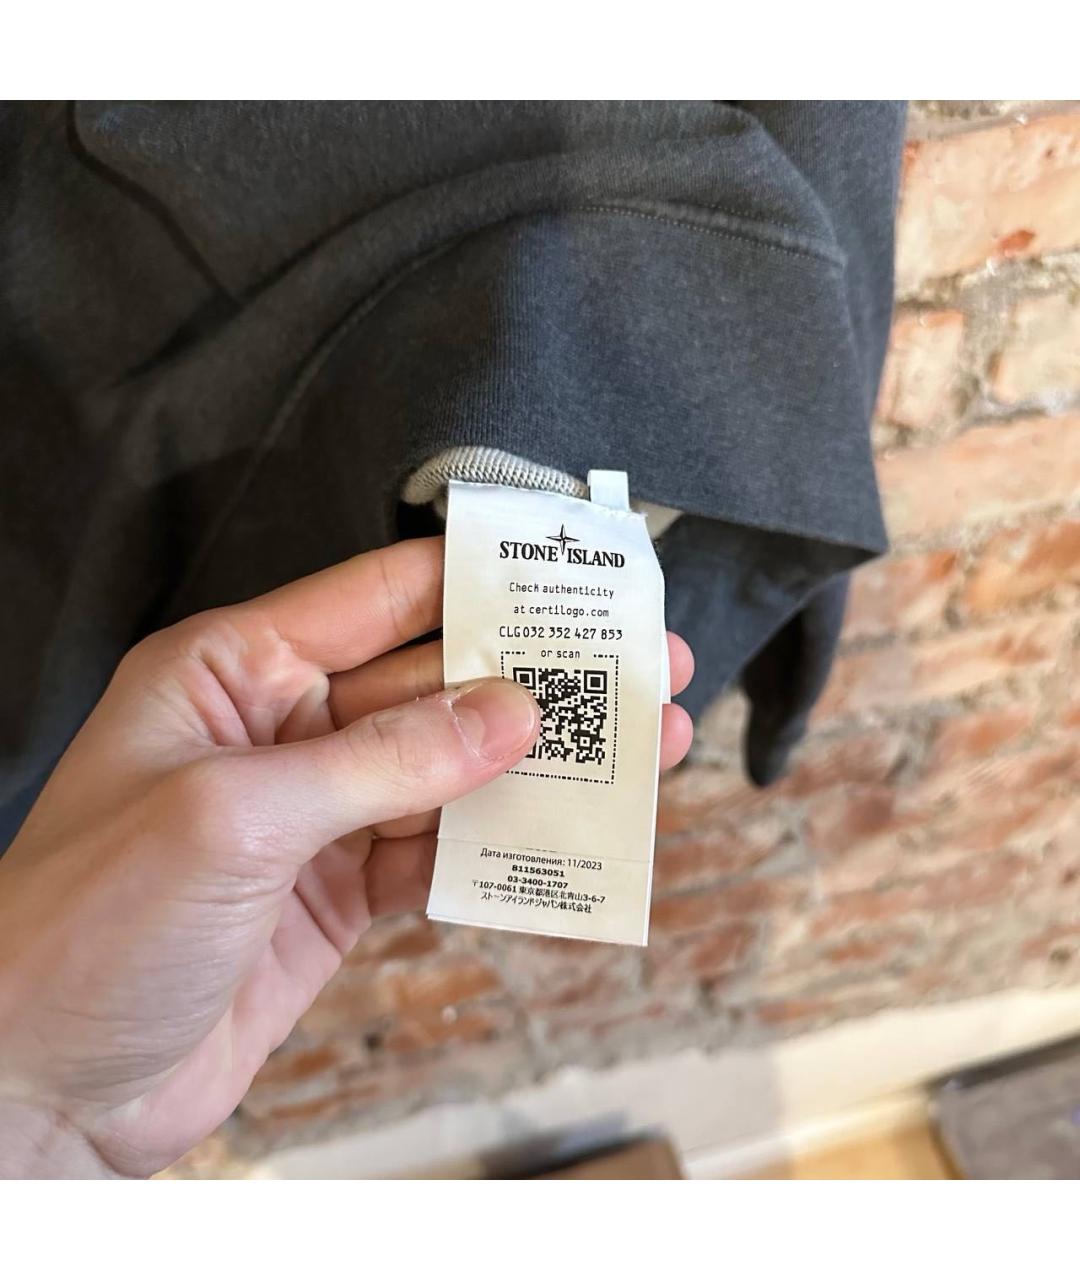 STONE ISLAND
Check authenticity
at certilogo.com
CLG 032 352 427 853
or scan
Дата изготовления: 11/2023
B11563051
03-3400-1707
〒107-0061 東京都港区北青山3-6-7
ストーンアイランドジャパン株式会社